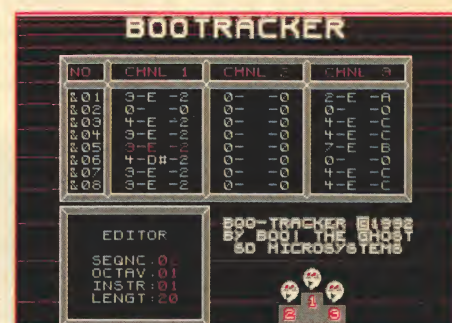 BOOTRACKER
NO CHNL 1 CHNL 2 CHNL 3
&01 3-E -2 0- -0 2-E -A
&02 0- -0 0- -0 0- -0
&03 4-E -2 0- -0 4-E -C
&04 3-E -2 0- -0 4-E -C
&05 3-E -2 0- -0 7-E -B
&06 4-D#-2 0- -0 0- -0
&07 3-E -2 0- -0 4-E -C
&08 3-E -2 0- -0 4-E -C
EDITOR
SEQNC:01
OCTAV:01
INSTR:01
LENGT:20
BOO-TRACKER ©1992
BY BOO! THE GHOST
SD MICROSYSTEMS
1
2 3